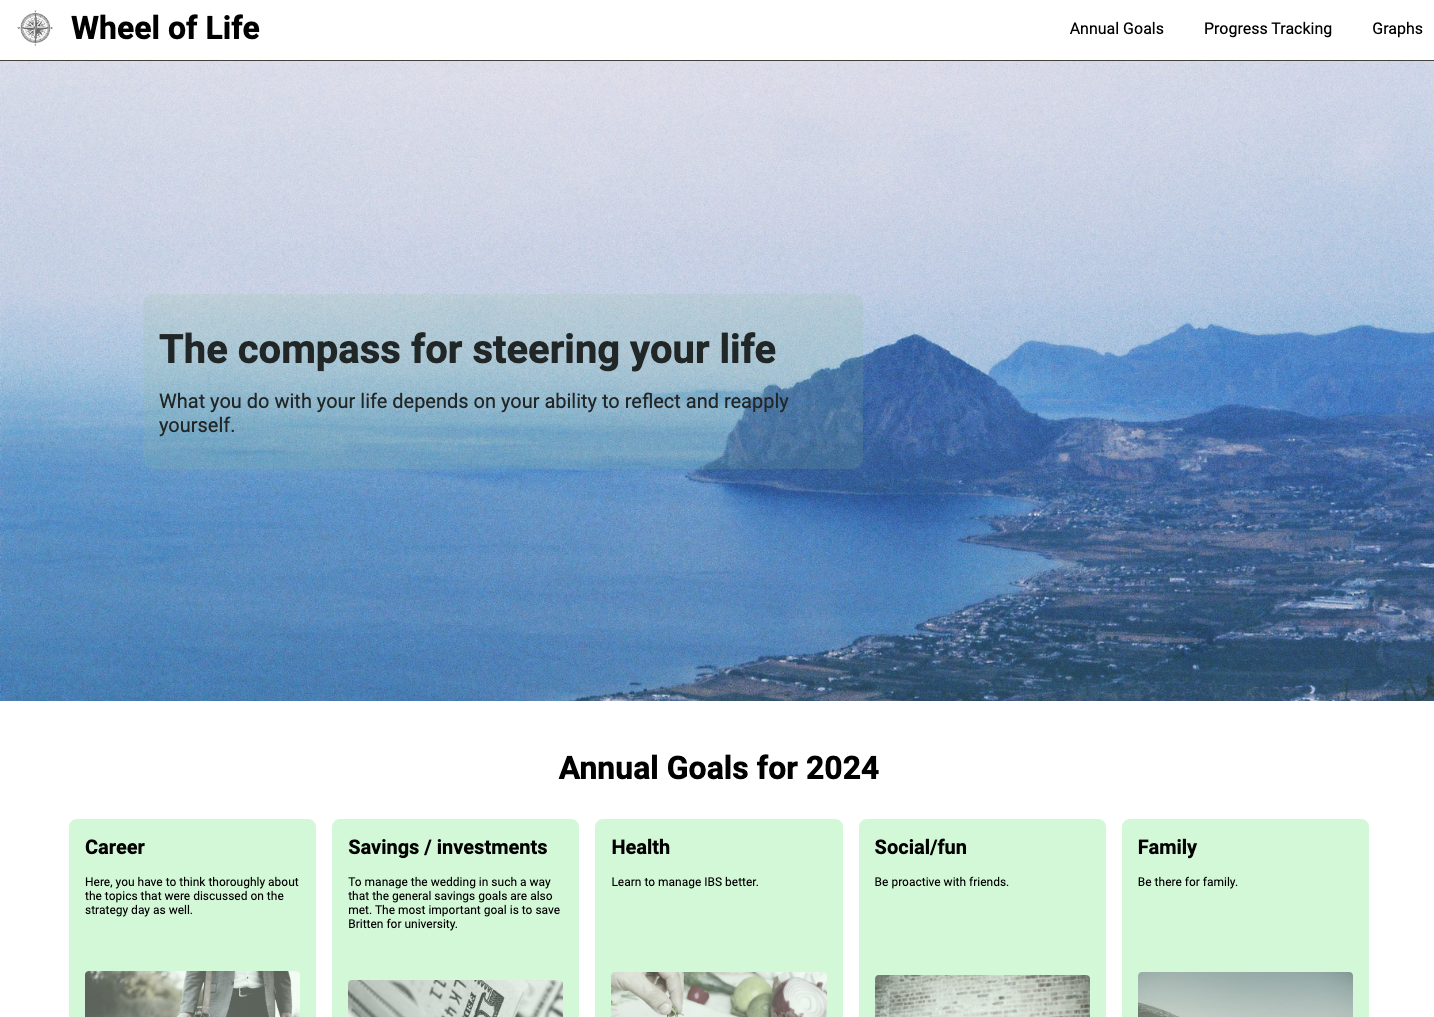 Wheel of Life
Annual Goals
Progress Tracking
Graphs
The compass for steering your life
What you do with your life depends on your ability to reflect and reapply
yourself.
Annual Goals for 2024
Career
Here, you have to think thoroughly about
the topics that were discussed on the
strategy day as well.
Savings / investments
To manage the wedding in such a way
that the general savings goals are also
met. The most important goal is to save
Britten for university.
Health
Learn to manage IBS better.
Social/fun
Be proactive with friends.
Family
Be there for family.